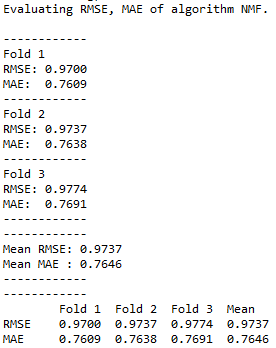 Evaluating RMSE, MAE of algorithm NMF.
------------
Fold 1
RMSE: 0.9700
MAE:  0.7609
------------
Fold 2
RMSE: 0.9737
MAE:  0.7638
------------
Fold 3
RMSE: 0.9774
MAE:  0.7691
------------
------------
Mean RMSE: 0.9737
Mean MAE : 0.7646
------------
------------
        Fold 1  Fold 2  Fold 3  Mean
RMSE    0.9700  0.9737  0.9774  0.9737
MAE     0.7609  0.7638  0.7691  0.7646